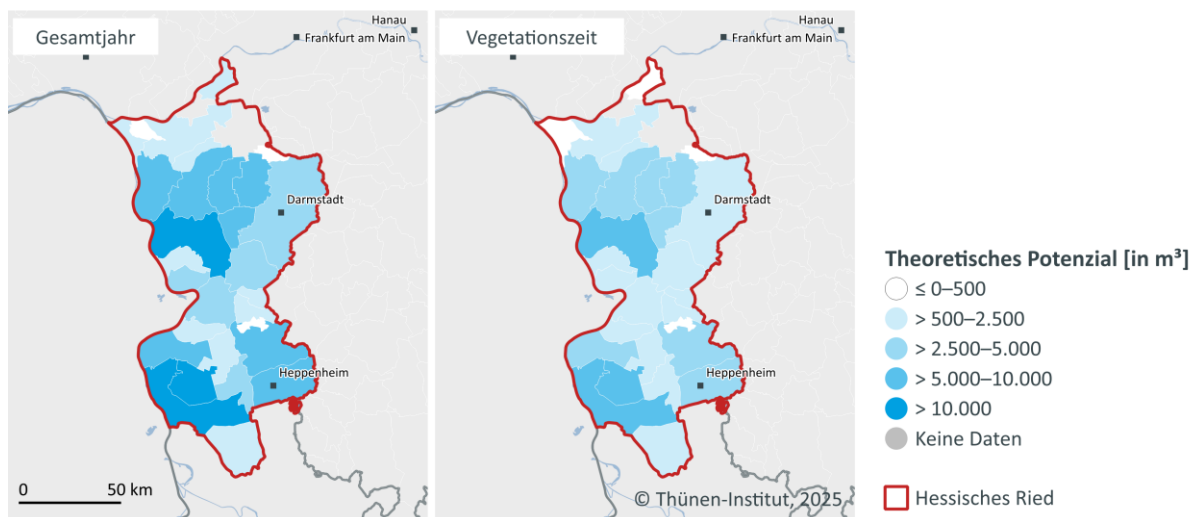 Gesamtjahr
Hanau
Frankfurt am Main
Darmstadt
Heppenheim
0 50 km
Vegetationszeit
Hanau
Frankfurt am Main
Darmstadt
Heppenheim
© Thünen-Institut, 2025
Theoretisches Potenzial [in m³]
≤ 0–500
> 500–2.500
> 2.500–5.000
> 5.000–10.000
> 10.000
Keine Daten
Hessisches Ried